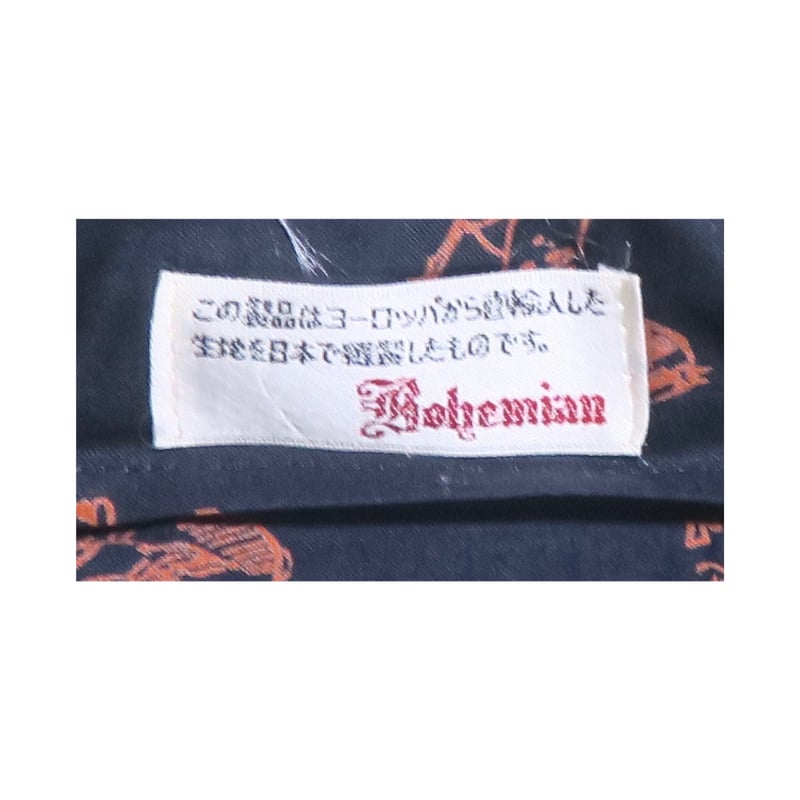 この製品はヨーロッパから直輸入した
生地を日本で縫製したものです。
Bohemian